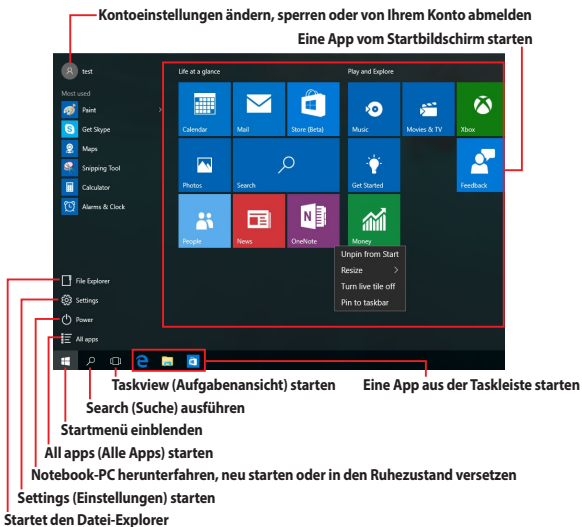 Kontoeinstellungen ändern, sperren oder von Ihrem Konto abmelden
Eine App vom Startbildschirm starten
test
Most used
Paint
Get Skype
Maps
Snipping Tool
Calculator
Alarms & Clock
File Explorer
Settings
Power
All apps
Life at a glance
Play and Explore
Calendar
Mail
Store (Beta)
Music
Movies & TV
Xbox
Photos
Search
Get Started
Feedback
People
News
OneNote
Money
Unpin from Start
Resize
Turn live tile off
Pin to taskbar
Taskview (Aufgabenansicht) starten
Eine App aus der Taskleiste starten
Search (Suche) ausführen
Startmenü einblenden
All apps (Alle Apps) starten
Notebook-PC herunterfahren, neu starten oder in den Ruhezustand versetzen
Settings (Einstellungen) starten
Startet den Datei-Explorer